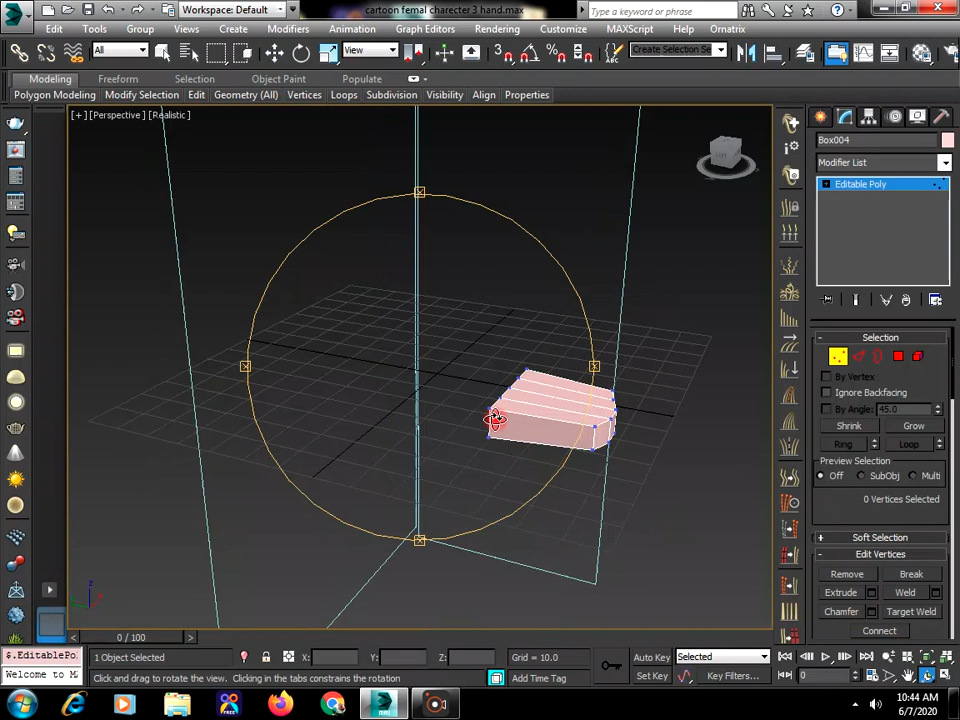 Workspace: Default
cartoon femal charecter 3 hand.max
Type a keyword or phrase
Edit Tools Group Views Create Modifiers Animation Graph Editors Rendering Customize MAXScript Help Ornatrix
All
View
Create Selection Se
Modeling Freeform Selection Object Paint Populate
Polygon Modeling Modify Selection Edit Geometry (All) Vertices Loops Subdivision Visibility Align Properties
[+] [Perspective] [Realistic]
Box004
Modifier List
Editable Poly
Selection
By Vertex
Ignore Backfacing
By Angle: 45.0
Shrink Grow
Ring Loop
Preview Selection
Off SubObj Multi
0 Vertices Selected
Soft Selection
Edit Vertices
Remove Break
Extrude Weld
Chamfer Target Weld
Connect
z
0 / 100
$.EditablePo
Welcome to M
1 Object Selected
X: Y: Z:
Grid = 10.0
Auto Key Selected
Click and drag to rotate the view. Clicking in the tabs constrains the rotation
Add Time Tag
Set Key Key Filters...
0
10:44 AM
6/7/2020